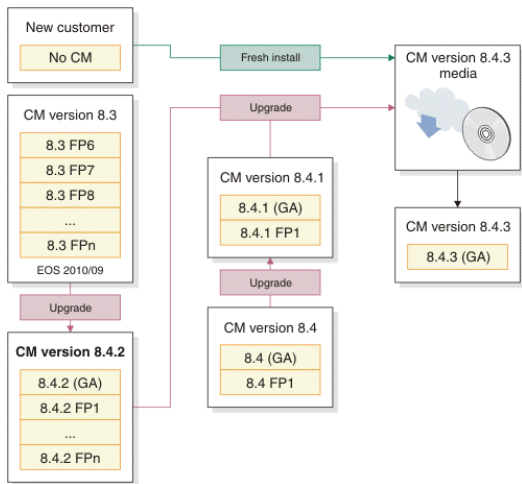 New customer
No CM
Fresh install
CM version 8.4.3
media
CM version 8.3
8.3 FP6
8.3 FP7
8.3 FP8
...
8.3 FPn
EOS 2010/09
Upgrade
CM version 8.4.2
8.4.2 (GA)
8.4.2 FP1
...
8.4.2 FPn
Upgrade
CM version 8.4.1
8.4.1 (GA)
8.4.1 FP1
Upgrade
CM version 8.4
8.4 (GA)
8.4 FP1
CM version 8.4.3
8.4.3 (GA)